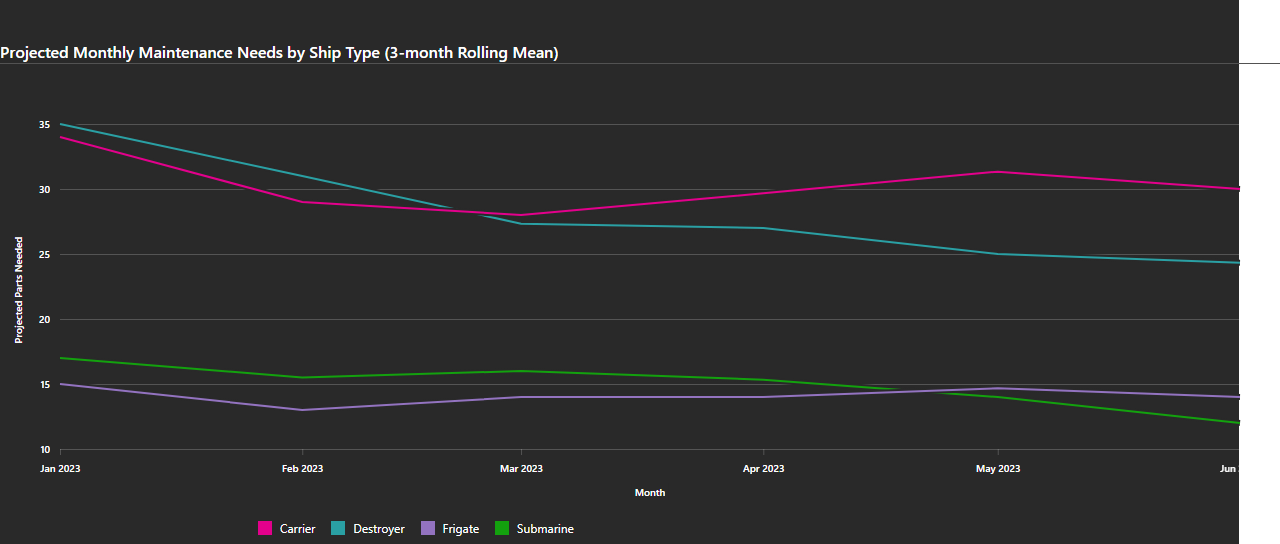 Projected Monthly Maintenance Needs by Ship Type (3-month Rolling Mean)
35
30
25
20
15
10
Projected Parts Needed
Jan 2023 Feb 2023 Mar 2023 Apr 2023 May 2023 Jun
Month
Carrier Destroyer Frigate Submarine